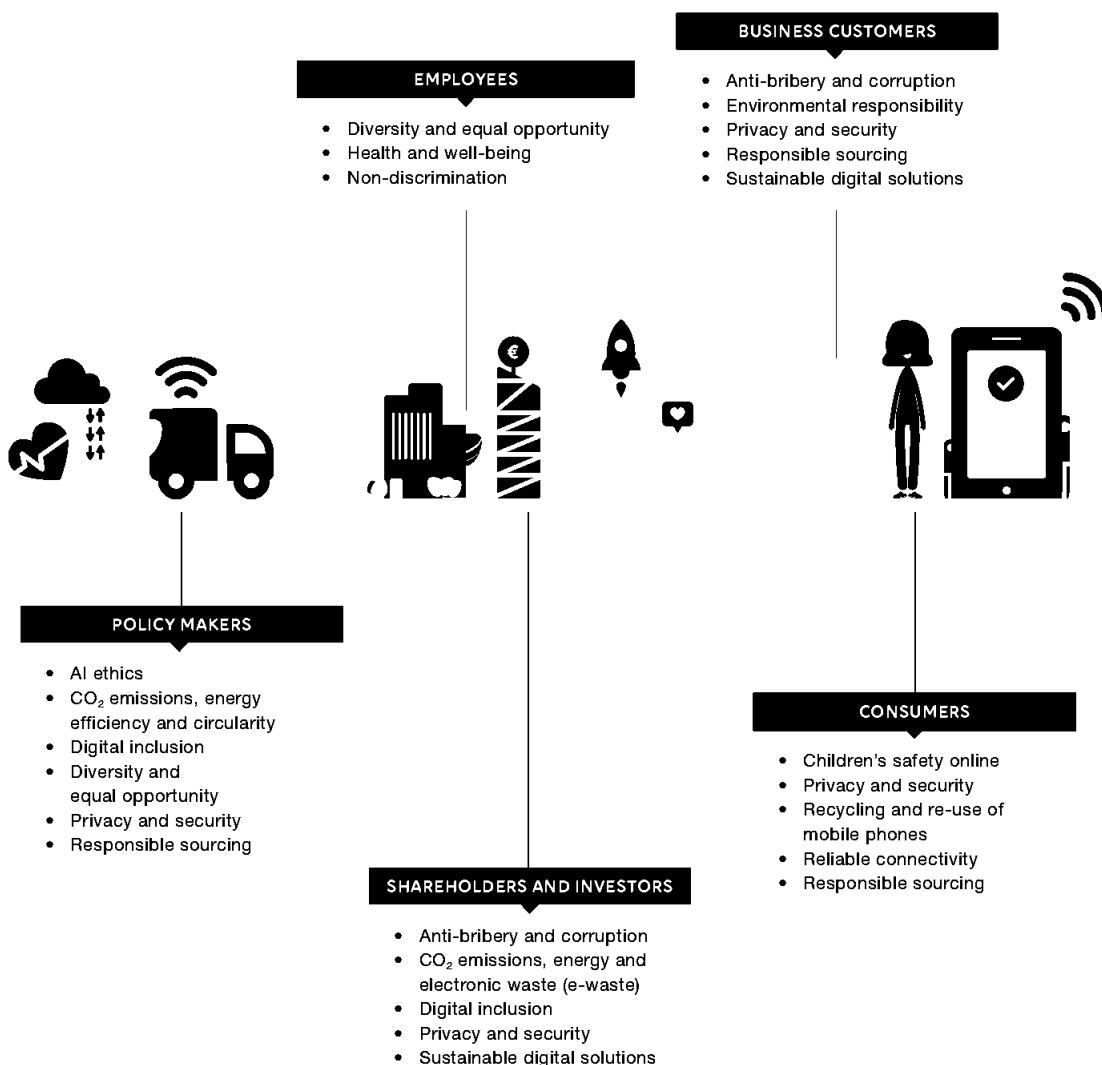 BUSINESS CUSTOMERS
• Anti-bribery and corruption
• Environmental responsibility
• Privacy and security
• Responsible sourcing
• Sustainable digital solutions
EMPLOYEES
• Diversity and equal opportunity
• Health and well-being
• Non-discrimination
€
POLICY MAKERS
• AI ethics
• CO₂ emissions, energy
efficiency and circularity
• Digital inclusion
• Diversity and
equal opportunity
• Privacy and security
• Responsible sourcing
CONSUMERS
• Children’s safety online
• Privacy and security
• Recycling and re-use of
mobile phones
• Reliable connectivity
• Responsible sourcing
SHAREHOLDERS AND INVESTORS
• Anti-bribery and corruption
• CO₂ emissions, energy and
electronic waste (e-waste)
• Digital inclusion
• Privacy and security
• Sustainable digital solutions